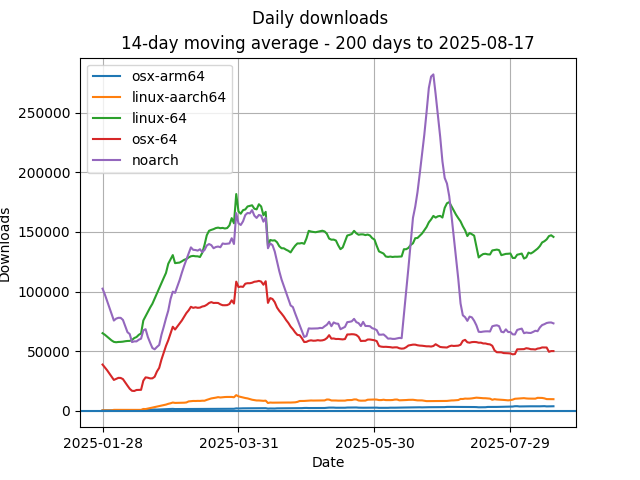 Daily downloads
14-day moving average - 200 days to 2025-08-17
osx-arm64
linux-aarch64
linux-64
osx-64
noarch
250000
200000
150000
100000
50000
0
Downloads
2025-01-28
2025-03-31
2025-05-30
2025-07-29
Date